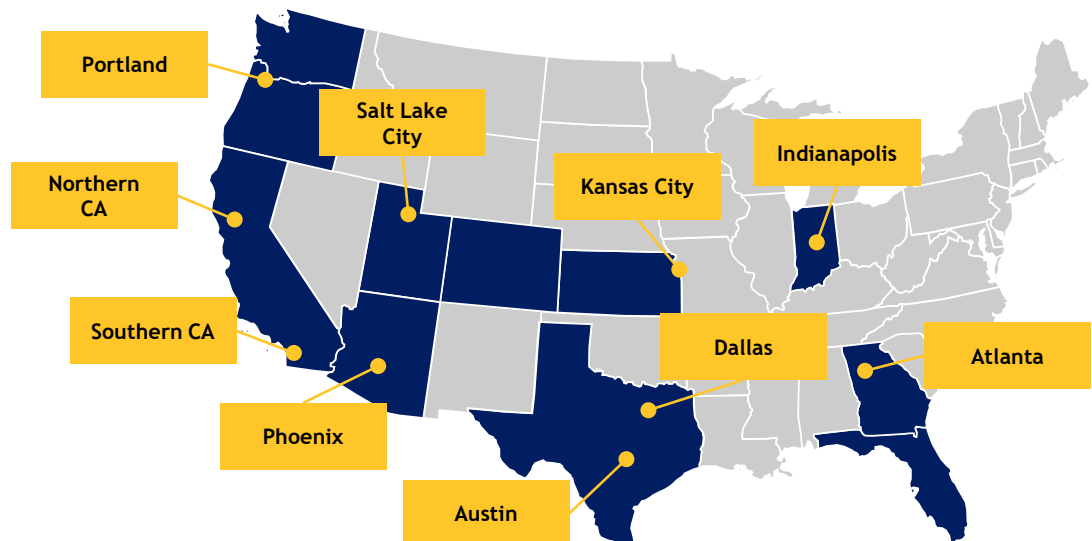 Portland
Salt Lake
City
Indianapolis
Kansas City
Northern
CA
Southern CA
Dallas
Atlanta
Phoenix
Austin